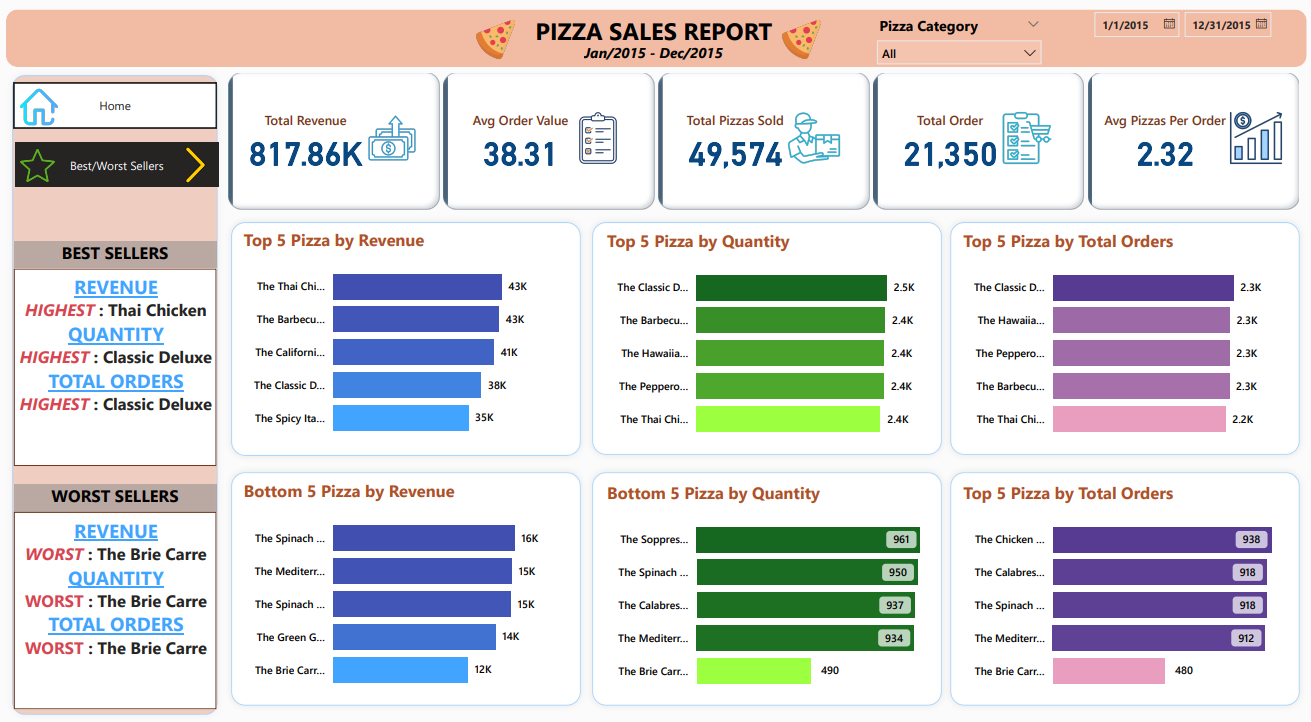 PIZZA SALES REPORT
Jan/2015 - Dec/2015
Pizza Category
All
1/1/2015
12/31/2015
Home
Best/Worst Sellers
BEST SELLERS
REVENUE
HIGHEST : Thai Chicken
QUANTITY
HIGHEST : Classic Deluxe
TOTAL ORDERS
HIGHEST : Classic Deluxe
WORST SELLERS
REVENUE
WORST : The Brie Carre
QUANTITY
WORST : The Brie Carre
TOTAL ORDERS
WORST : The Brie Carre
Total Revenue
817.86K
Avg Order Value
38.31
Total Pizzas Sold
49,574
Total Order
21,350
Avg Pizzas Per Order
2.32
Top 5 Pizza by Revenue
The Thai Chi... 43K
The Barbecu... 43K
The Californi... 41K
The Classic D... 38K
The Spicy Ita... 35K
Top 5 Pizza by Quantity
The Classic D... 2.5K
The Barbecu... 2.4K
The Hawaiia... 2.4K
The Peppero... 2.4K
The Thai Chi... 2.4K
Top 5 Pizza by Total Orders
The Classic D... 2.3K
The Hawaiia... 2.3K
The Peppero... 2.3K
The Barbecu... 2.3K
The Thai Chi... 2.2K
Bottom 5 Pizza by Revenue
The Spinach ... 16K
The Mediterr... 15K
The Spinach ... 15K
The Green G... 14K
The Brie Carr... 12K
Bottom 5 Pizza by Quantity
The Soppres... 961
The Spinach ... 950
The Calabres... 937
The Mediterr... 934
The Brie Carr... 490
Top 5 Pizza by Total Orders
The Chicken ... 938
The Calabres... 918
The Spinach ... 918
The Mediterr... 912
The Brie Carr... 480